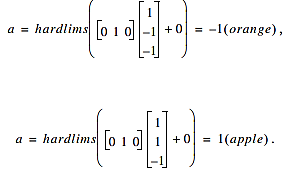 a = hardlims([0 1 0] [1 −1 −1] + 0) = −1(orange) ,
a = hardlims([0 1 0] [1 1 −1] + 0) = 1(apple) .